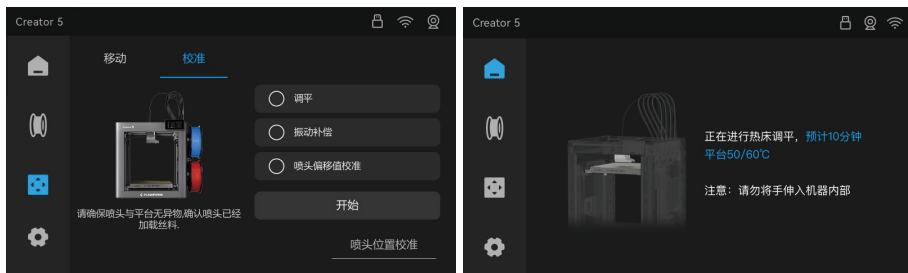 Creator 5
移动
校准
调平
振动补偿
喷头偏移值校准
开始
请确保喷头与平台无异物,确认喷头已经
加载丝料.
喷头位置校准
Creator 5
正在进行热床调平，预计10分钟
平台50/60℃
注意：请勿将手伸入机器内部